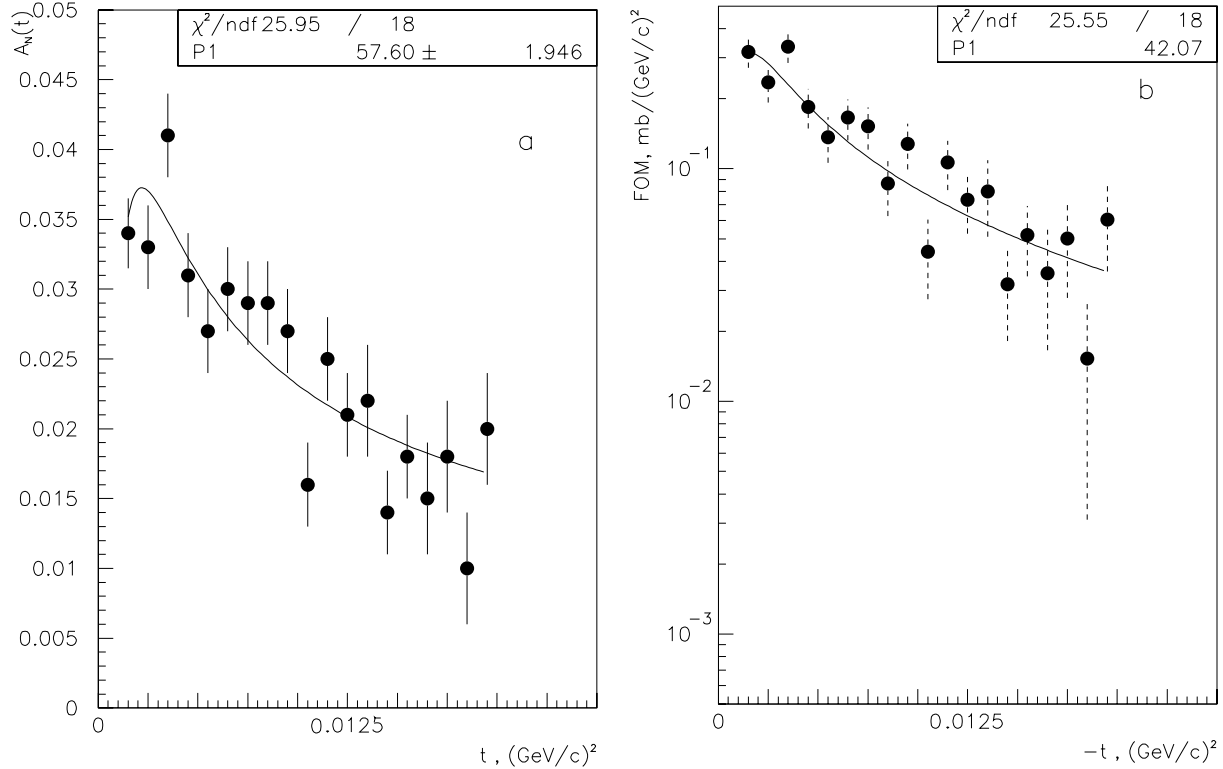 A_N(t)
0.05
0.045
0.04
0.035
0.03
0.025
0.02
0.015
0.01
0.005
0
χ²/ndf 25.95 / 18
P1 57.60 ± 1.946
a
0 0.0125
t , (GeV/c)²
FOM, mb/(GeV/c)²
10⁻¹
10⁻²
10⁻³
χ²/ndf 25.55 / 18
P1 42.07
b
0 0.0125
−t , (GeV/c)²